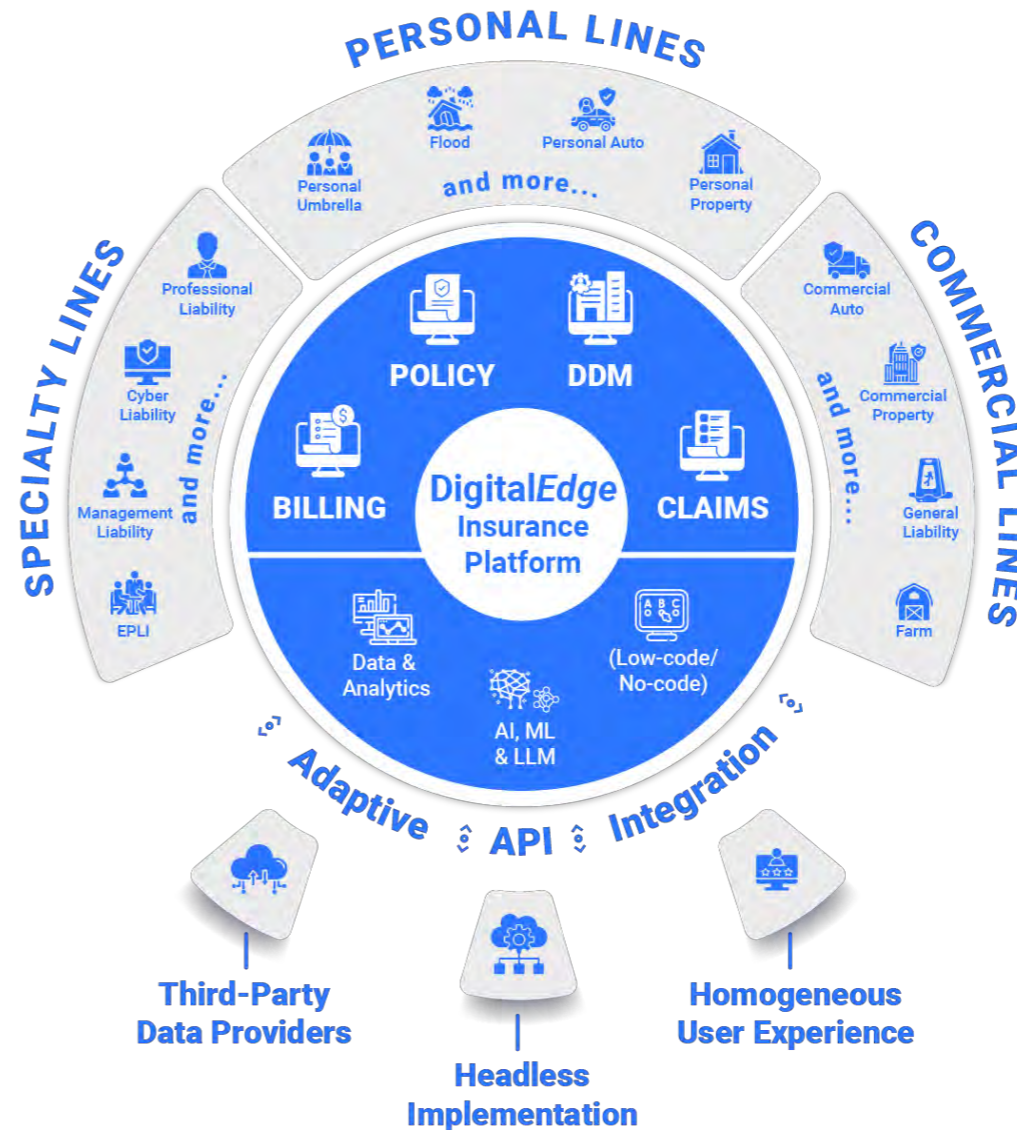 PERSONAL LINES
Personal
Umbrella
Flood
Personal Auto
Personal
Property
and more...
SPECIALTY LINES
Professional
Liability
Cyber
Liability
Management
Liability
EPLI
and more...
COMMERCIAL LINES
Commercial
Auto
Commercial
Property
General
Liability
Farm
and more...
POLICY
DDM
BILLING
CLAIMS
DigitalEdge
Insurance
Platform
Data &
Analytics
AI, ML
& LLM
A B C
(Low-code/
No-code)
Adaptive API Integration
Third-Party
Data Providers
Headless
Implementation
Homogeneous
User Experience